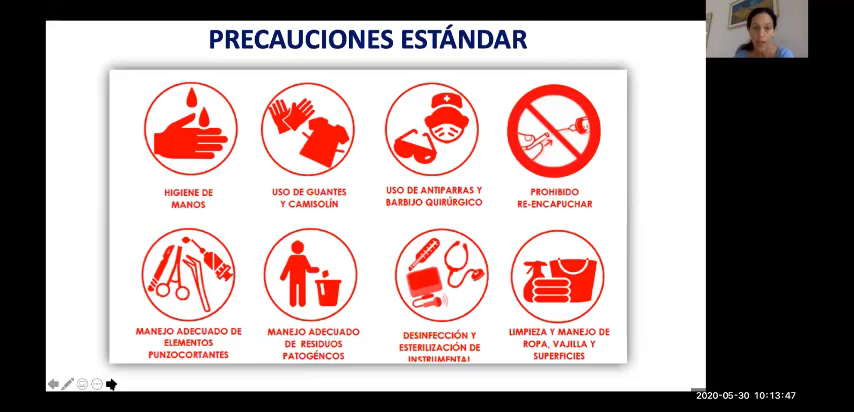 PRECAUCIONES ESTÁNDAR
HIGIENE DE
MANOS
USO DE GUANTES
Y CAMISOLÍN
USO DE ANTIPARRAS Y
BARBIJO QUIRÚRGICO
PROHIBIDO
RE-ENCAPUCHAR
MANEJO ADECUADO DE
ELEMENTOS
PUNZOCORTANTES
MANEJO ADECUADO
DE RESIDUOS
PATOGÉNCOS
DESINFECCIÓN Y
ESTERILIZACIÓN DE
INSTRUMENTAL
LIMPIEZA Y MANEJO DE
ROPA, VAJILLA Y
SUPERFICIES
2020-05-30 10:13:47